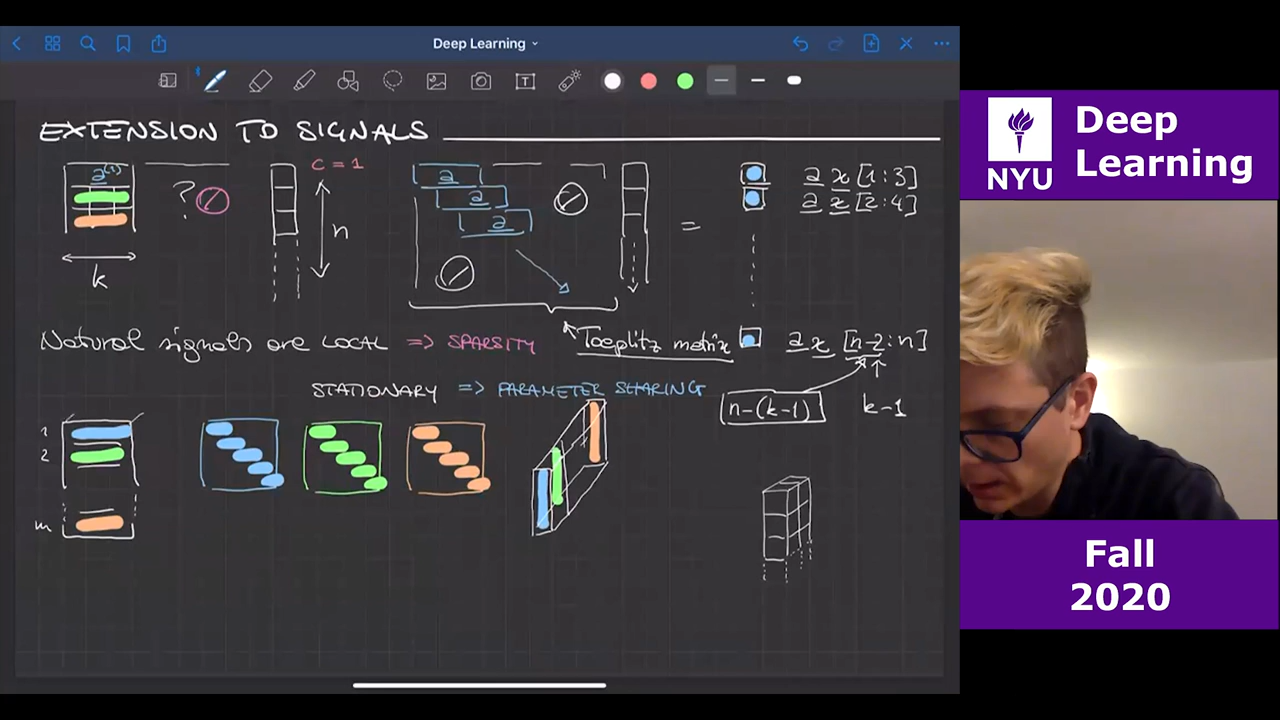 Deep Learning
T
EXTENSION TO SIGNALS
a⁽¹⁾ ? c = 1
n
k
a
a
a
=
a x [1:3]
a x [2:4]
Natural signals are LOCAL => SPARSITY
Toeplitz matrix
a x [n-2:n]
STATIONARY => PARAMETER SHARING
n-(k-1) k-1
1
2
m
NYU
Deep
Learning
Fall
2020